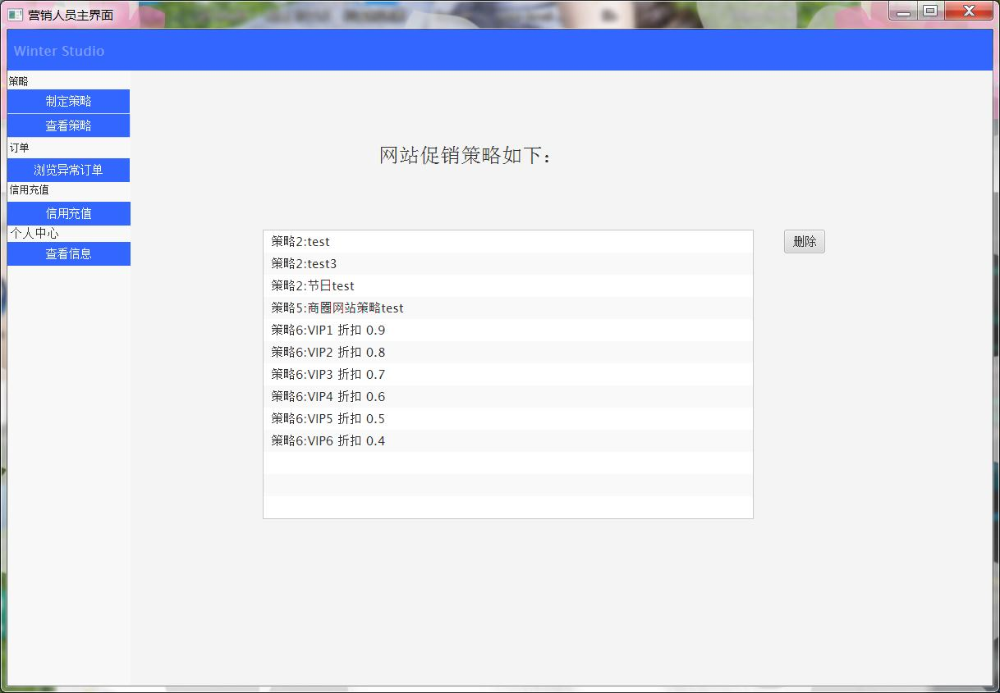 营销人员主界面
Winter Studio
策略
制定策略
查看策略
订单
浏览异常订单
信用充值
信用充值
个人中心
查看信息
网站促销策略如下：
策略2:test
策略2:test3
策略2:节日test
策略5:商圈网站策略test
策略6:VIP1 折扣 0.9
策略6:VIP2 折扣 0.8
策略6:VIP3 折扣 0.7
策略6:VIP4 折扣 0.6
策略6:VIP5 折扣 0.5
策略6:VIP6 折扣 0.4
删除